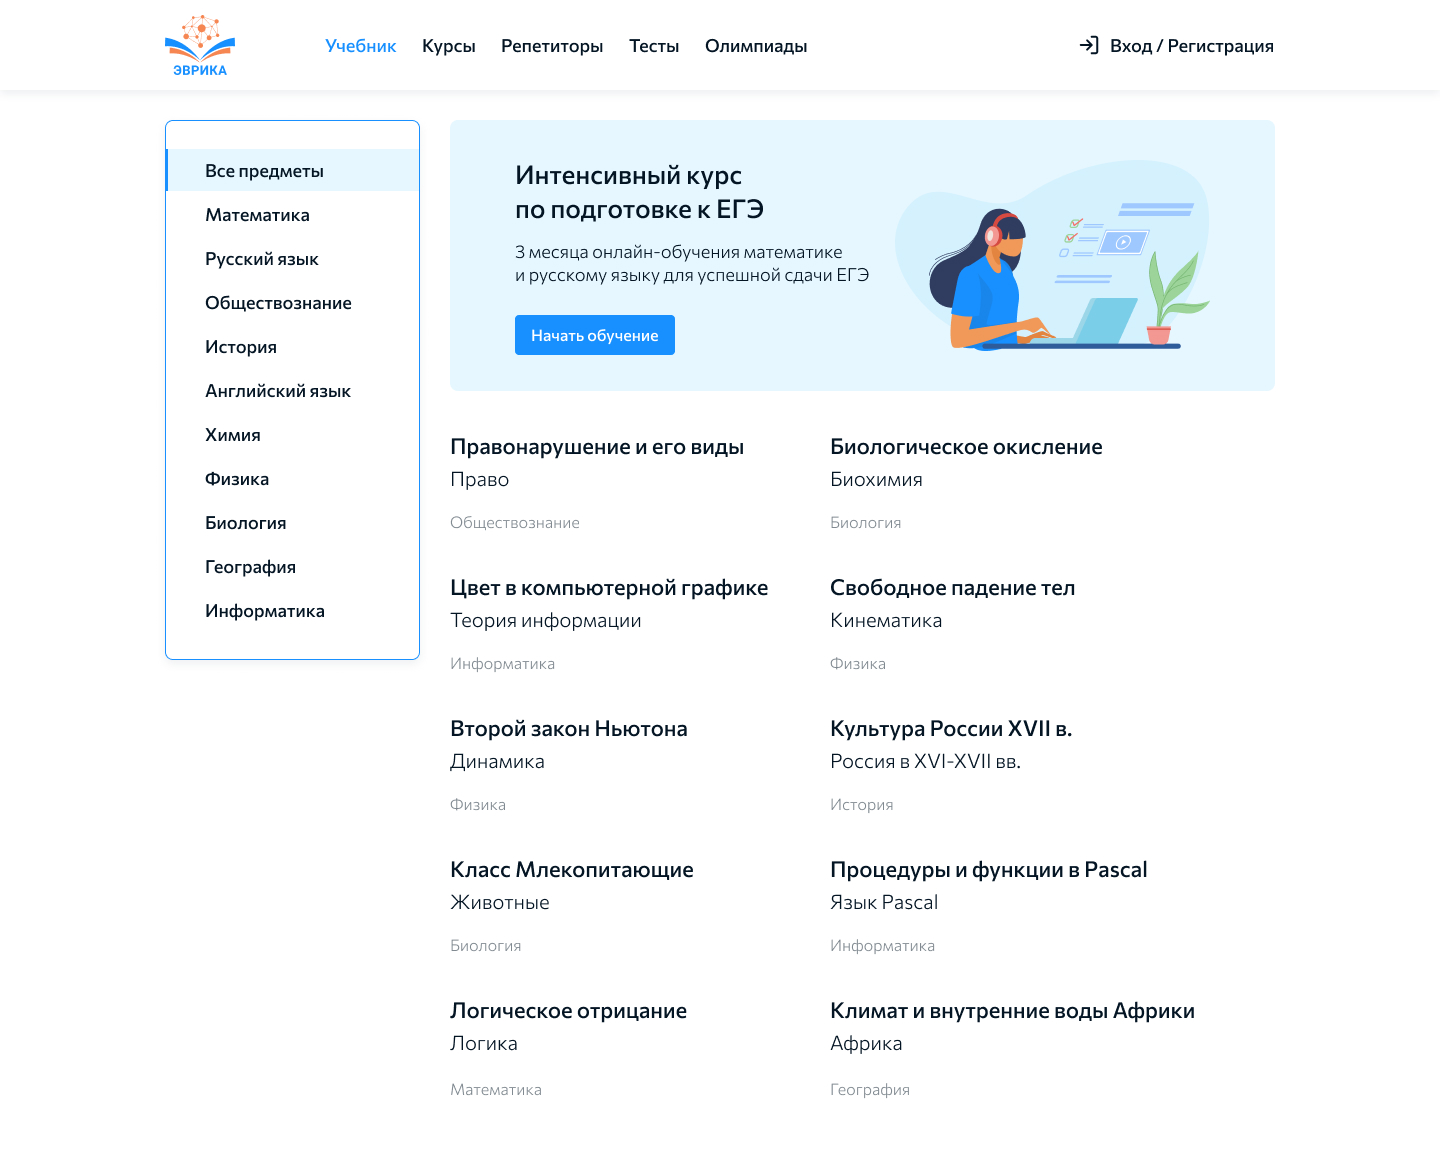 ЭВРИКА
Учебник
Курсы
Репетиторы
Тесты
Олимпиады
Вход / Регистрация
Все предметы
Математика
Русский язык
Обществознание
История
Английский язык
Химия
Физика
Биология
География
Информатика
Интенсивный курс
по подготовке к ЕГЭ
3 месяца онлайн-обучения математике
и русскому языку для успешной сдачи ЕГЭ
Начать обучение
Правонарушение и его виды
Право
Обществознание
Биологическое окисление
Биохимия
Биология
Цвет в компьютерной графике
Теория информации
Информатика
Свободное падение тел
Кинематика
Физика
Второй закон Ньютона
Динамика
Физика
Культура России XVII в.
Россия в XVI-XVII вв.
История
Класс Млекопитающие
Животные
Биология
Процедуры и функции в Pascal
Язык Pascal
Информатика
Логическое отрицание
Логика
Математика
Климат и внутренние воды Африки
Африка
География